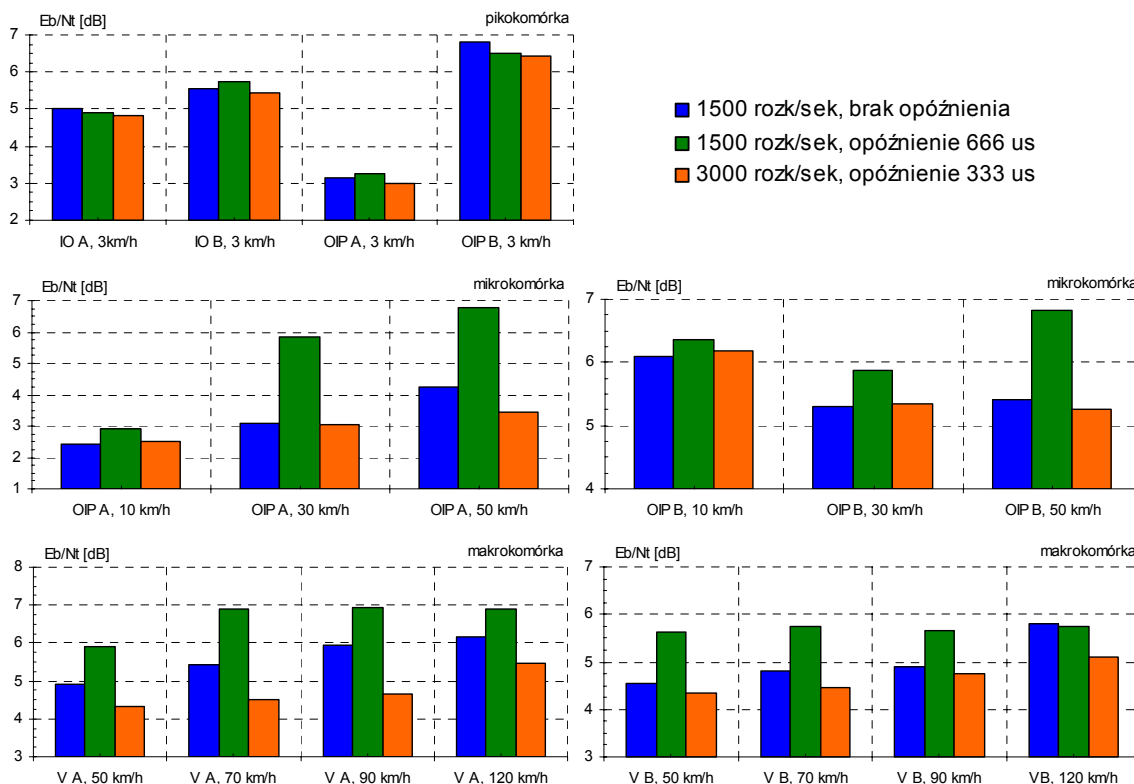 Eb/Nt [dB]
pikokomórka
7
6
5
4
3
2
IO A, 3km/h
IO B, 3 km/h
OIP A, 3 km/h
OIP B, 3 km/h
1500 rozk/sek, brak opóźnienia
1500 rozk/sek, opóźnienie 666 us
3000 rozk/sek, opóźnienie 333 us
Eb/Nt [dB]
mikrokomórka
7
6
5
4
3
2
1
OIP A, 10 km/h
OIP A, 30 km/h
OIP A, 50 km/h
Eb/Nt [dB]
mikrokomórka
7
6
5
4
OIP B, 10 km/h
OIP B, 30 km/h
OIP B, 50 km/h
Eb/Nt [dB]
makrokomórka
8
7
6
5
4
3
V A, 50 km/h
V A, 70 km/h
V A, 90 km/h
V A, 120 km/h
Eb/Nt [dB]
makrokomórka
7
6
5
4
3
V B, 50 km/h
V B, 70 km/h
V B, 90 km/h
VB, 120 km/h